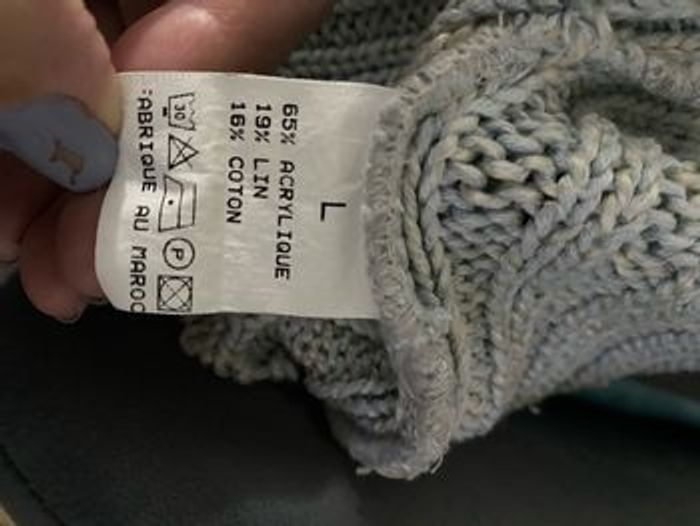 L
65% ACRYLIQUE
19% LIN
16% COTON
30
P
ABRIQUE AU MAROC